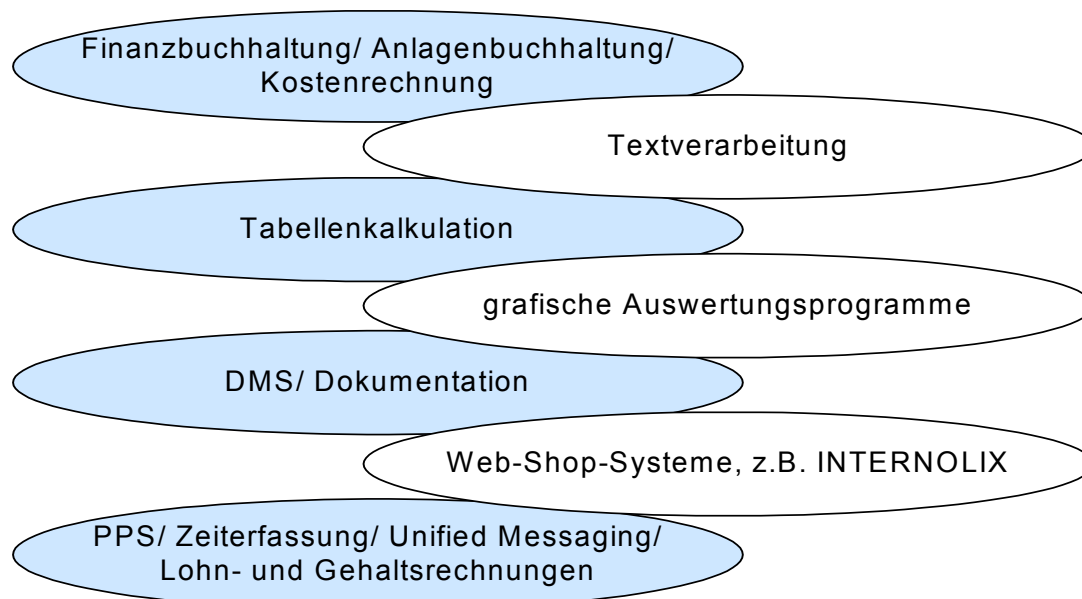 Finanzbuchhaltung/ Anlagenbuchhaltung/
Kostenrechnung
Textverarbeitung
Tabellenkalkulation
grafische Auswertungsprogramme
DMS/ Dokumentation
Web-Shop-Systeme, z.B. INTERNOLIX
PPS/ Zeiterfassung/ Unified Messaging/
Lohn- und Gehaltsrechnungen